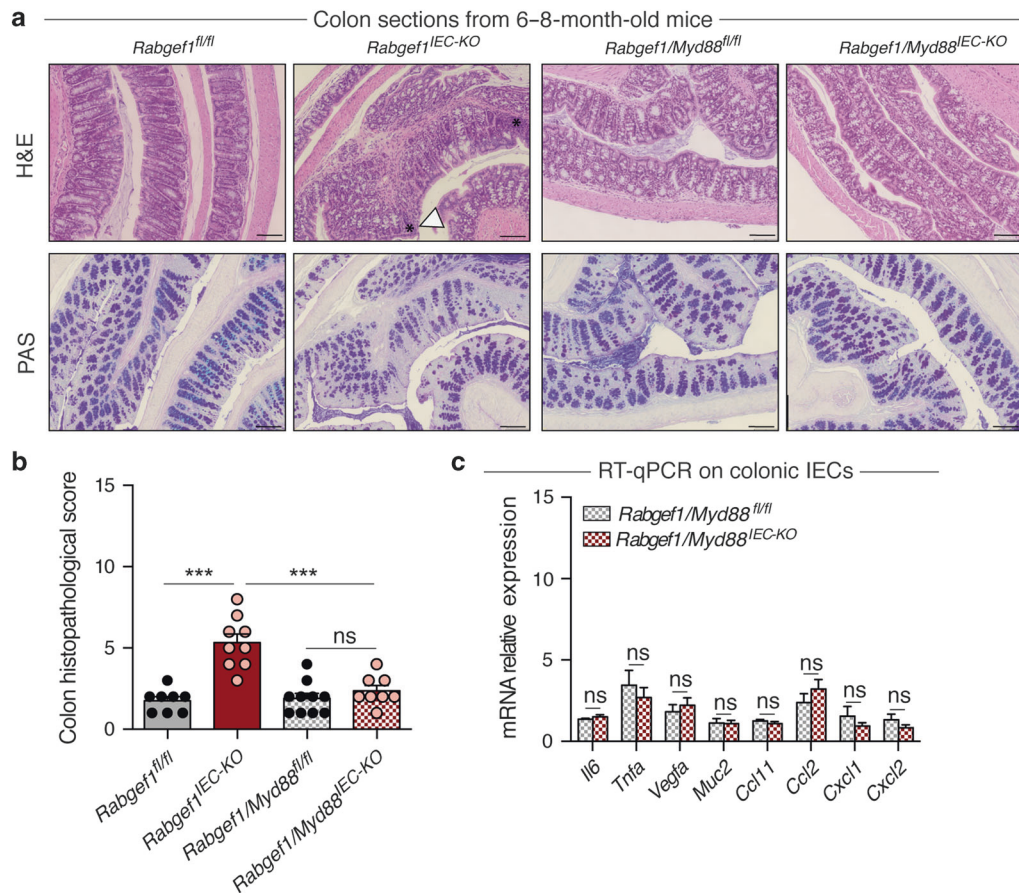 a
Colon sections from 6–8-month-old mice
Rabgef1fl/fl
Rabgef1IEC-KO
Rabgef1/Myd88fl/fl
Rabgef1/Myd88IEC-KO
H&E
*
*
PAS
b
Colon histopathological score
15
10
5
0
***
***
ns
Rabgef1fl/fl
Rabgef1IEC-KO
Rabgef1/Myd88fl/fl
Rabgef1/Myd88IEC-KO
c
RT-qPCR on colonic IECs
mRNA relative expression
15
10
5
0
Rabgef1/Myd88fl/fl
Rabgef1/Myd88IEC-KO
ns ns ns ns ns ns ns ns
Il6 Tnfa Vegfa Muc2 Ccl11 Ccl2 Cxcl1 Cxcl2